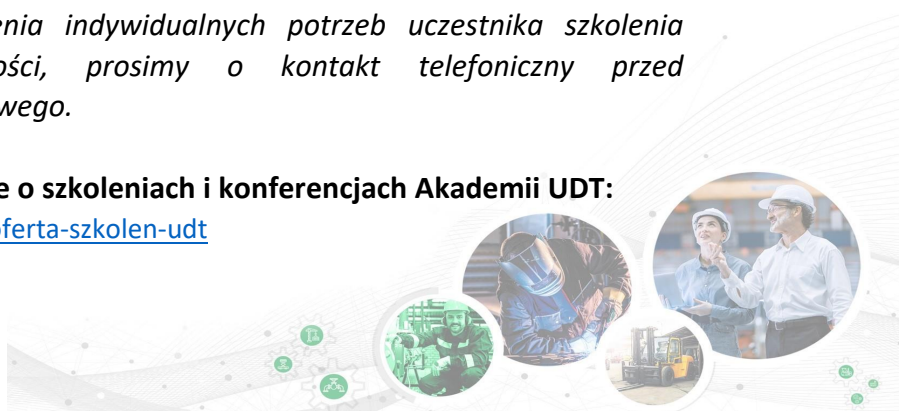 enia indywidualnych potrzeb uczestnika szkolenia
ości, prosimy o kontakt telefoniczny przed
wego.
e o szkoleniach i konferencjach Akademii UDT:
oferta-szkolen-udt